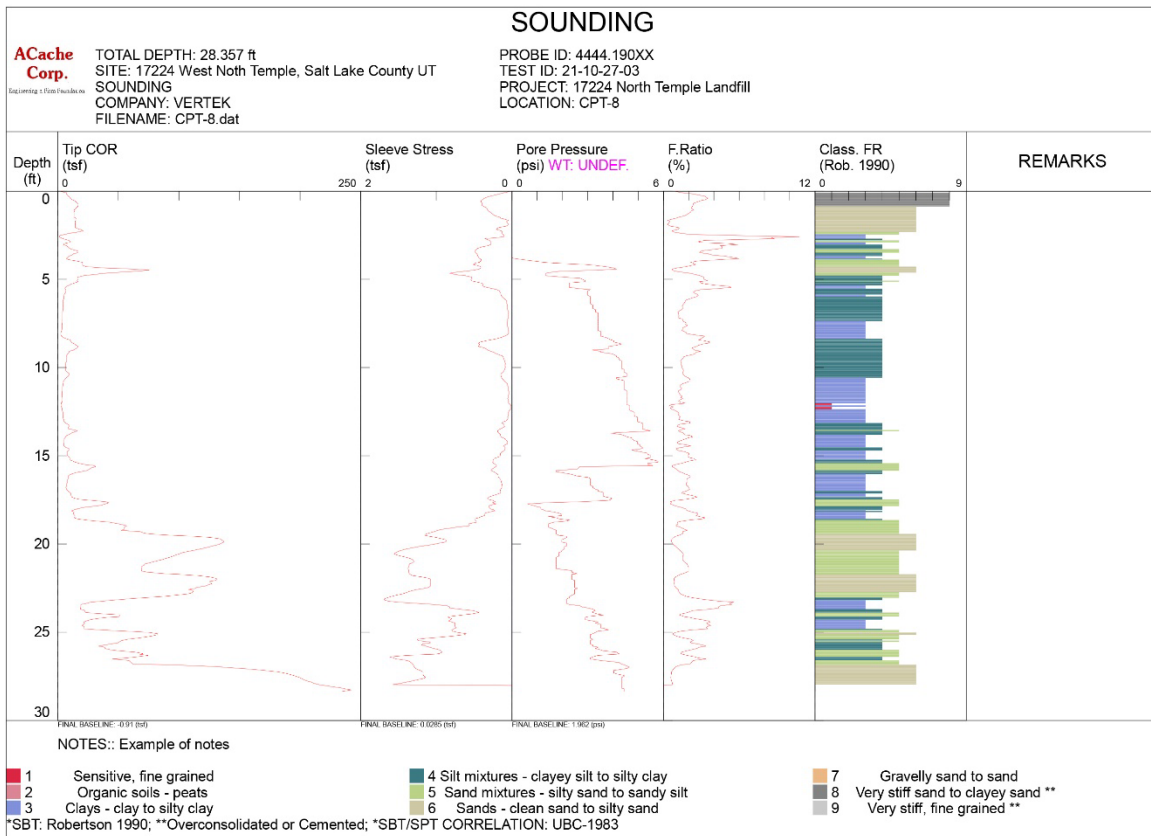 SOUNDING
ACache
Corp.
Engineering a Firm Foundation
TOTAL DEPTH: 28.357 ft
SITE: 17224 West Noth Temple, Salt Lake County UT
SOUNDING
COMPANY: VERTEK
FILENAME: CPT-8.dat
PROBE ID: 4444.190XX
TEST ID: 21-10-27-03
PROJECT: 17224 North Temple Landfill
LOCATION: CPT-8
Depth
(ft)
Tip COR
(tsf)
0 250
Sleeve Stress
(tsf)
2 0
Pore Pressure
(psi) WT: UNDEF.
0 6
F.Ratio
(%)
0 12
Class. FR
(Rob. 1990)
0 9
REMARKS
0
5
10
15
20
25
30
FINAL BASELINE: -0.91 (tsf)
FINAL BASELINE: 0.0285 (tsf)
FINAL BASELINE: 1.962 (psi)
NOTES:: Example of notes
1 Sensitive, fine grained
2 Organic soils - peats
3 Clays - clay to silty clay
4 Silt mixtures - clayey silt to silty clay
5 Sand mixtures - silty sand to sandy silt
6 Sands - clean sand to silty sand
7 Gravelly sand to sand
8 Very stiff sand to clayey sand **
9 Very stiff, fine grained **
*SBT: Robertson 1990; **Overconsolidated or Cemented; *SBT/SPT CORRELATION: UBC-1983